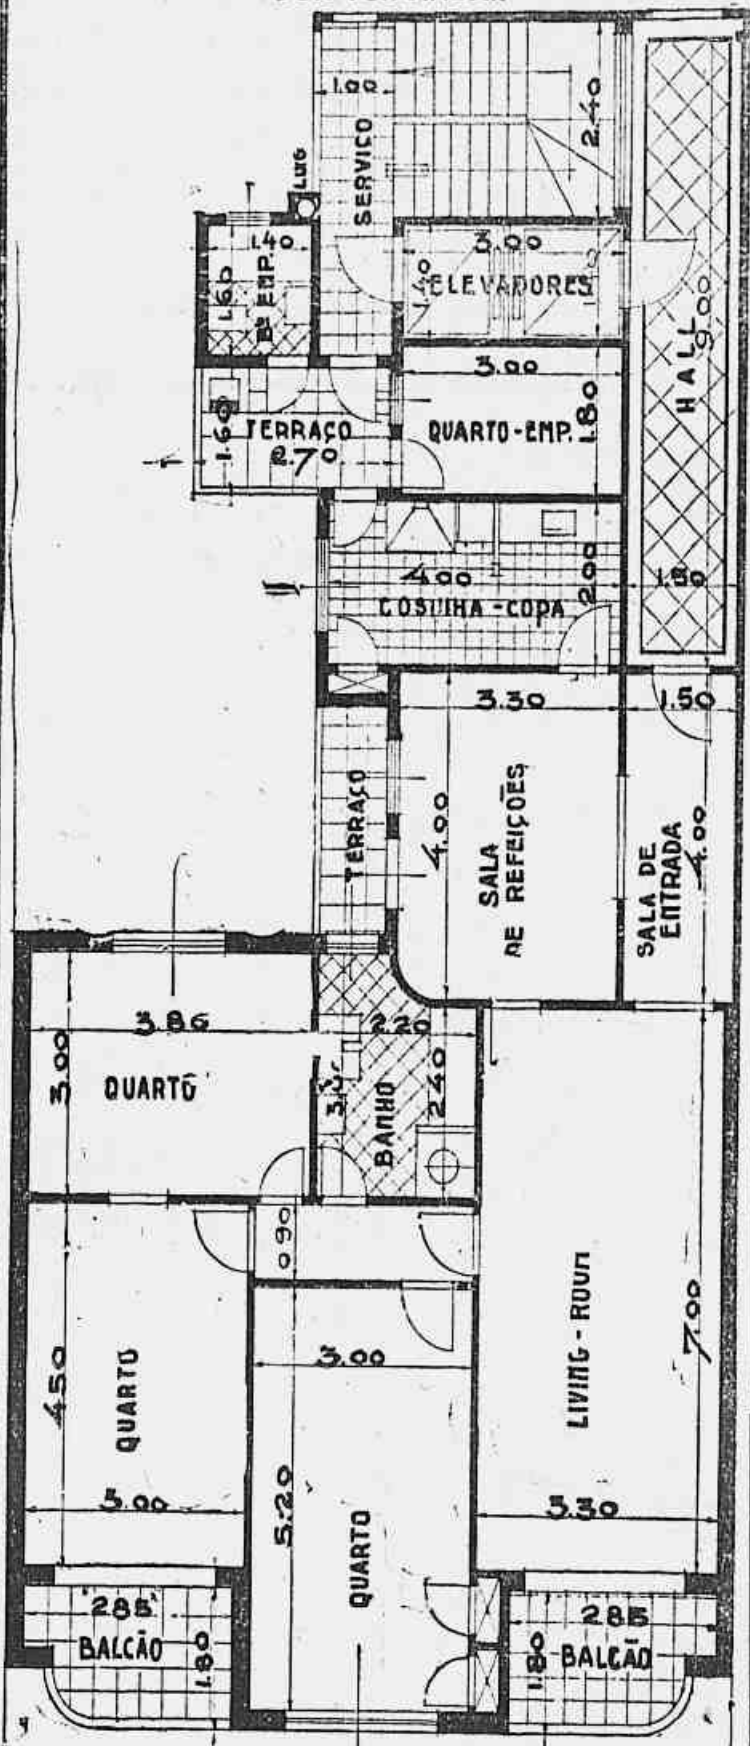 1.00
SERVIÇO
2.40
LIXO
1.40
1.60
Bº EMP.
3.00
ELEVADORES
1.40
HALL
9.00
3.00
QUARTO-EMP.
1.80
TERRAÇO
2.70
1.60
4.00
2.00
COSINHA-COPA
1.50
3.30
1.50
TERRAÇO
4.00
SALA
DE REFEIÇÕES
SALA DE
ENTRADA
4.00
3.86
3.00
QUARTO
2.20
2.40
BANHO
0.90
4.50
QUARTO
3.00
3.00
5.20
QUARTO
LIVING-ROOM
7.00
3.30
2.85
BALCÃO
1.80
2.85
BALCÃO
1.80